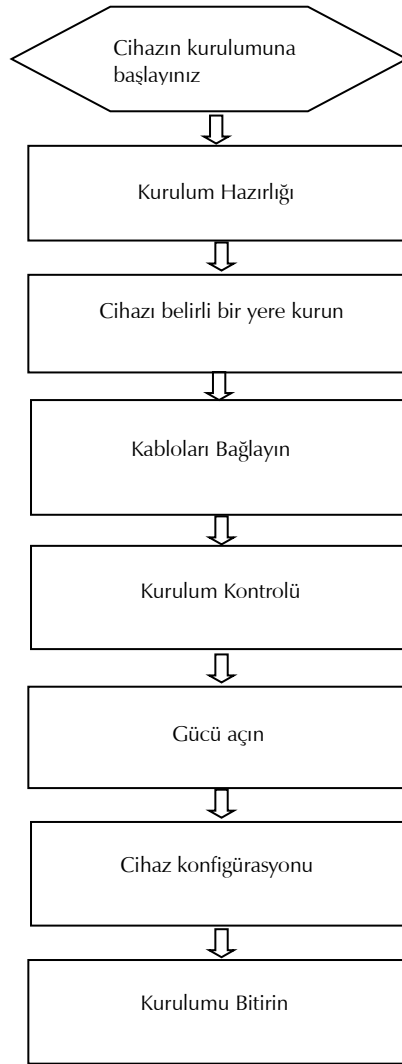 Cihazın kurulumuna
başlayınız
Kurulum Hazırlığı
Cihazı belirli bir yere kurun
Kabloları Bağlayın
Kurulum Kontrolü
Gücü açın
Cihaz konfigürasyonu
Kurulumu Bitirin